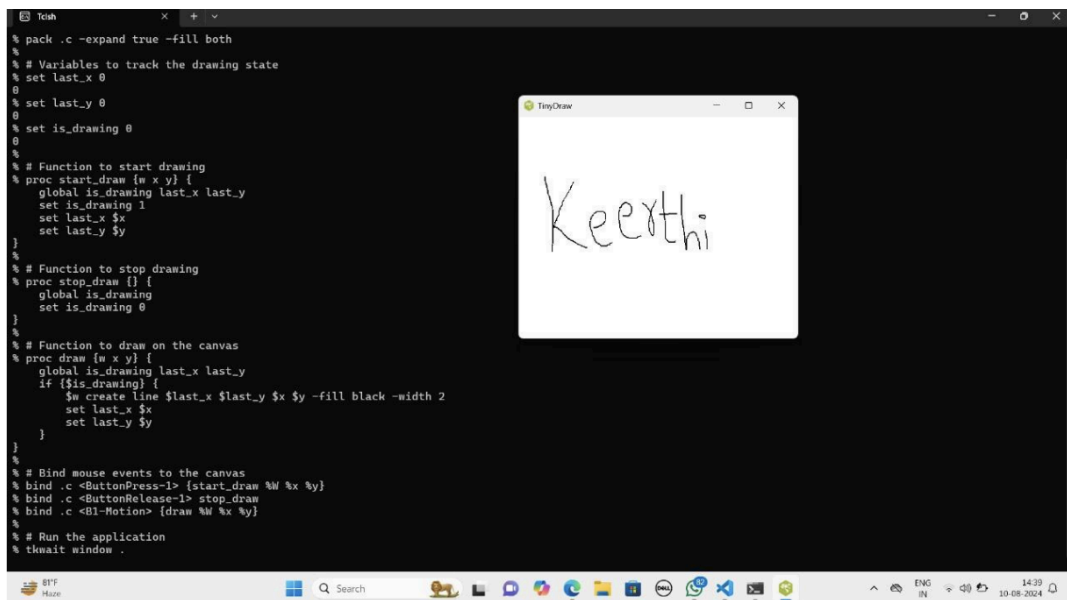 Tclsh
% pack .c -expand true -fill both
%
% # Variables to track the drawing state
% set last_x 0
0
% set last_y 0
0
% set is_drawing 0
0
%
% # Function to start drawing
% proc start_draw {w x y} {
    global is_drawing last_x last_y
    set is_drawing 1
    set last_x $x
    set last_y $y
}
%
% # Function to stop drawing
% proc stop_draw {} {
    global is_drawing
    set is_drawing 0
}
%
% # Function to draw on the canvas
% proc draw {w x y} {
    global is_drawing last_x last_y
    if {$is_drawing} {
        $w create line $last_x $last_y $x $y -fill black -width 2
        set last_x $x
        set last_y $y
    }
}
%
% # Bind mouse events to the canvas
% bind .c <ButtonPress-1> {start_draw %W %x %y}
% bind .c <ButtonRelease-1> stop_draw
% bind .c <B1-Motion> {draw %W %x %y}
%
% # Run the application
% tkwait window .
TinyDraw
Keerthi
81°F
Haze
Search
DELL
82
ENG
IN
14:39
10-08-2024